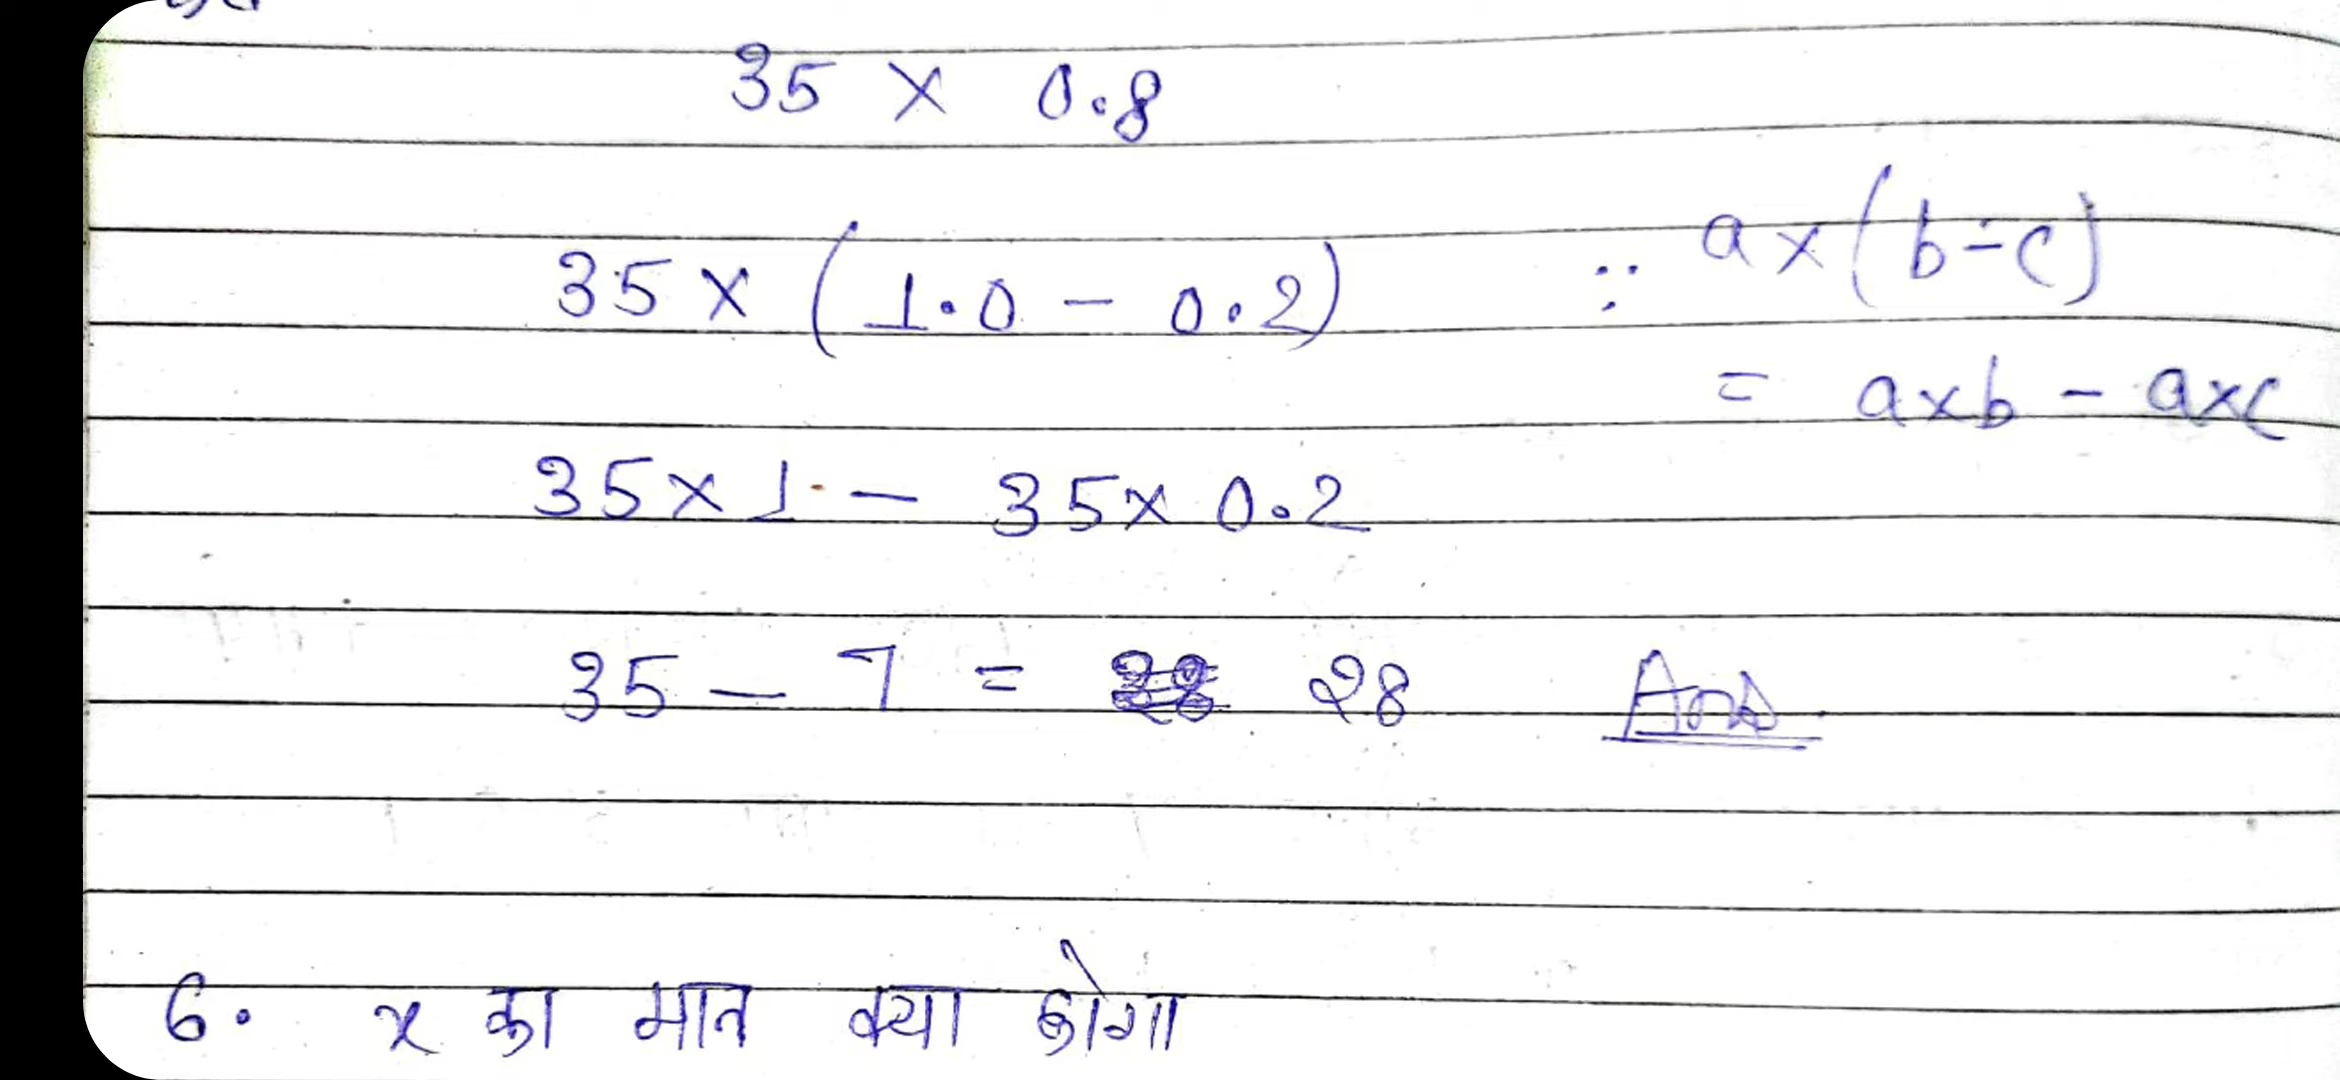 35 × 0.8
35 × (1.0 - 0.2) ∵ a×(b-c)
= a×b - a×c
35×1 - 35×0.2
35 - 7 = 28 Ans
6. x का मान क्या होगा